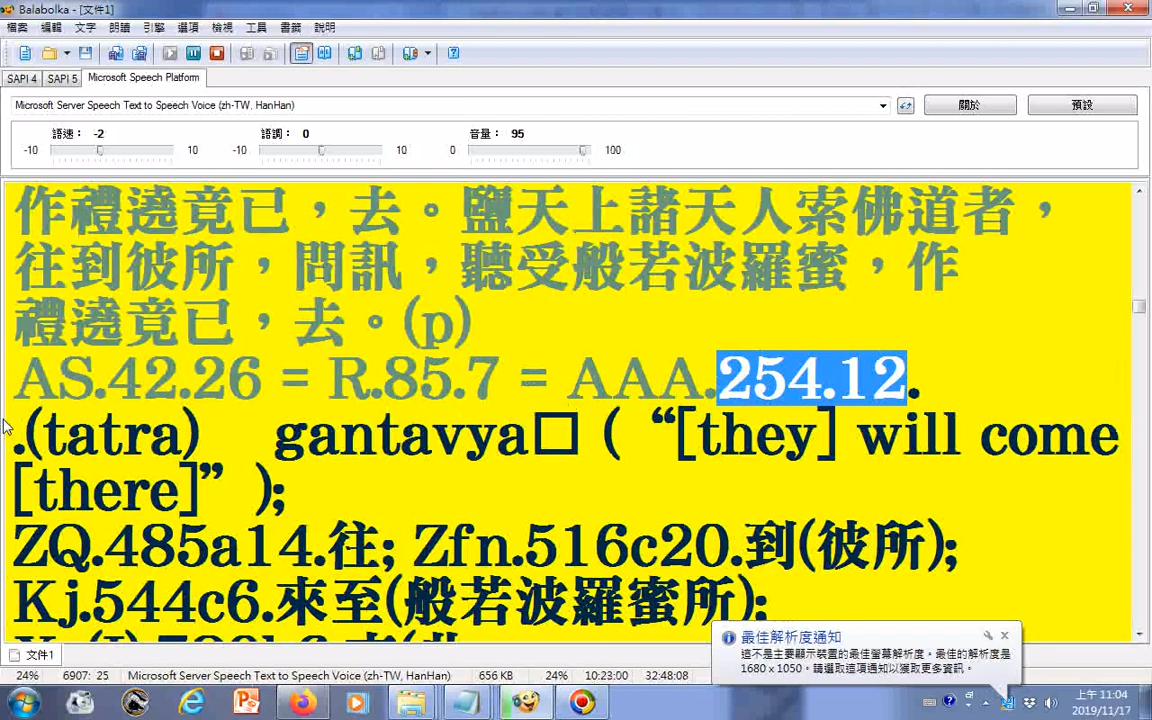 Balabolka - [文件1]
檔案 編輯 文字 朗讀 引擎 選項 檢視 工具 書籤 說明
SAPI 4 SAPI 5 Microsoft Speech Platform
Microsoft Server Speech Text to Speech Voice (zh-TW, HanHan) 關於 預設
語速： -2 語調： 0 音量： 95
-10 10 -10 10 0 100
作禮遶竟已，去。鹽天上諸天人索佛道者，
往到彼所，問訊，聽受般若波羅蜜，作
禮遶竟已，去。(p)
AS.42.26 = R.85.7 = AAA.254.12.
.(tatra) gantavya□ (“[they] will come
[there]” );
ZQ.485a14.往; Zfn.516c20.到(彼所);
Kj.544c6.來至(般若波羅蜜所);
最佳解析度通知
這不是主要顯示裝置的最佳螢幕解析度。最佳的解析度是
1680 x 1050。請選取這項通知以獲取更多資訊。
文件1
24% 6907: 25 Microsoft Server Speech Text to Speech Voice (zh-TW, HanHan) 656 KB 24% 10:23:00 32:48:08
上午 11:04
2019/11/17